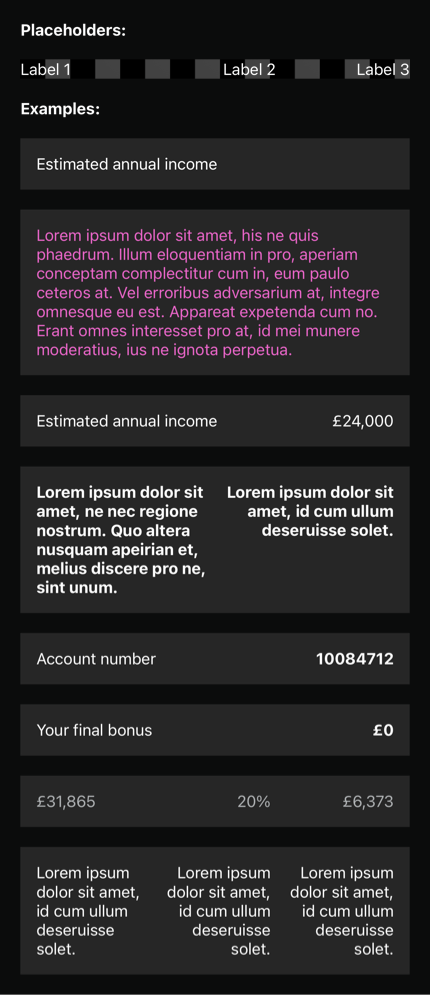 Placeholders:
Label 1 Label 2 Label 3
Examples:
Estimated annual income
Lorem ipsum dolor sit amet, his ne quis
phaedrum. Illum eloquentiam in pro, aperiam
conceptam complectitur cum in, eum paulo
ceteros at. Vel erroribus adversarium at, integre
omnesque eu est. Appareat expetenda cum no.
Erant omnes interesset pro at, id mei munere
moderatius, ius ne ignota perpetua.
Estimated annual income £24,000
Lorem ipsum dolor sit
amet, ne nec regione
nostrum. Quo altera
nusquam apeirian et,
melius discere pro ne,
sint unum.
Lorem ipsum dolor sit
amet, id cum ullum
deseruisse solet.
Account number 10084712
Your final bonus £0
£31,865 20% £6,373
Lorem ipsum
dolor sit amet,
id cum ullum
deseruisse
solet.
Lorem ipsum
dolor sit amet,
id cum ullum
deseruisse
solet.
Lorem ipsum
dolor sit amet,
id cum ullum
deseruisse
solet.